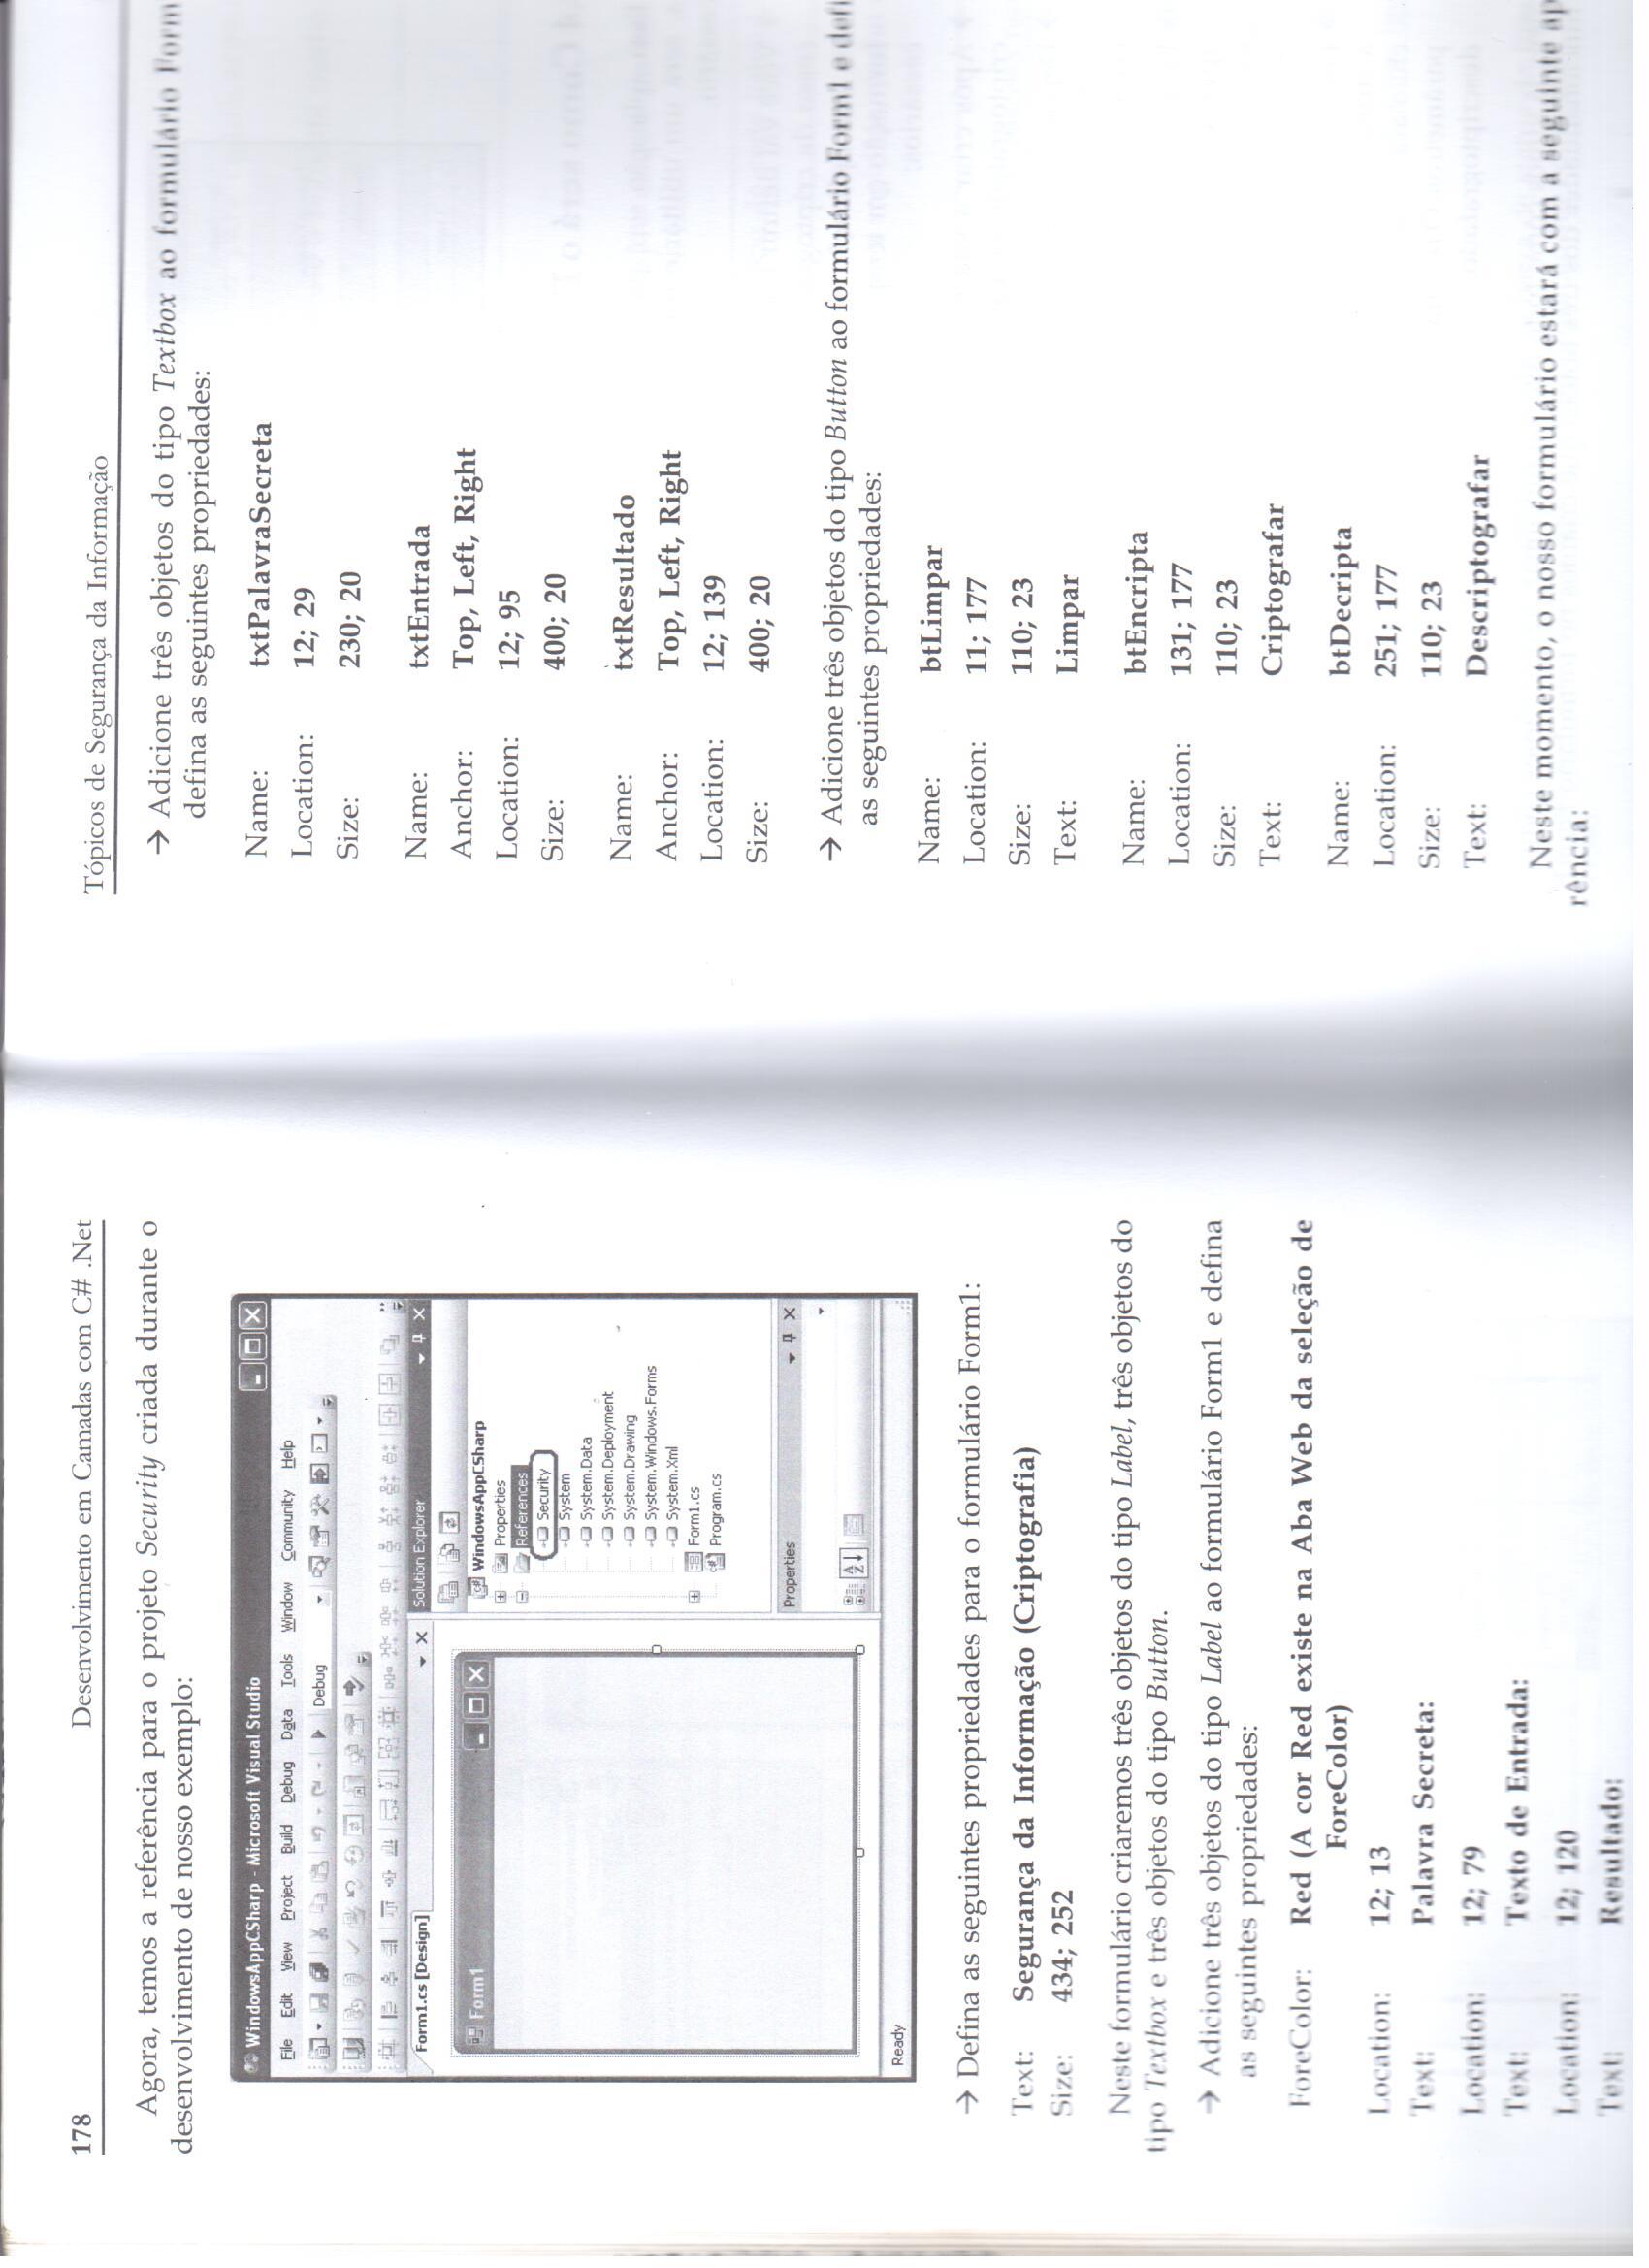 178
Desenvolvimento em Camadas com C# .Net
Agora, temos a referência para o projeto Security criada durante o
desenvolvimento de nosso exemplo:
WindowsAppCSharp - Microsoft Visual Studio
File Edit View Project Build Debug Data Tools Window Community Help
Debug
Form1.cs [Design]
Form1
Solution Explorer
WindowsAppCSharp
Properties
References
Security
System
System.Data
System.Deployment
System.Drawing
System.Windows.Forms
System.Xml
Form1.cs
Program.cs
Properties
Ready
→ Defina as seguintes propriedades para o formulário Form1:
Text: Segurança da Informação (Criptografia)
Size: 434; 252
Neste formulário criaremos três objetos do tipo Label, três objetos do
tipo Textbox e três objetos do tipo Button.
→ Adicione três objetos do tipo Label ao formulário Form1 e defina
as seguintes propriedades:
ForeColor: Red (A cor Red existe na Aba Web da seleção de
ForeColor)
Location: 12; 13
Text: Palavra Secreta:
Location: 12; 79
Text: Texto de Entrada:
Location: 12; 120
Text: Resultado:
Tópicos de Segurança da Informação
→ Adicione três objetos do tipo Textbox ao formulário Form
defina as seguintes propriedades:
Name: txtPalavraSecreta
Location: 12; 29
Size: 230; 20
Name: txtEntrada
Anchor: Top, Left, Right
Location: 12; 95
Size: 400; 20
Name: txtResultado
Anchor: Top, Left, Right
Location: 12; 139
Size: 400; 20
→ Adicione três objetos do tipo Button ao formulário Form1 e defi
as seguintes propriedades:
Name: btLimpar
Location: 11; 177
Size: 110; 23
Text: Limpar
Name: btEncripta
Location: 131; 177
Size: 110; 23
Text: Criptografar
Name: btDecripta
Location: 251; 177
Size: 110; 23
Text: Descriptografar
Neste momento, o nosso formulário estará com a seguinte ap
rência: